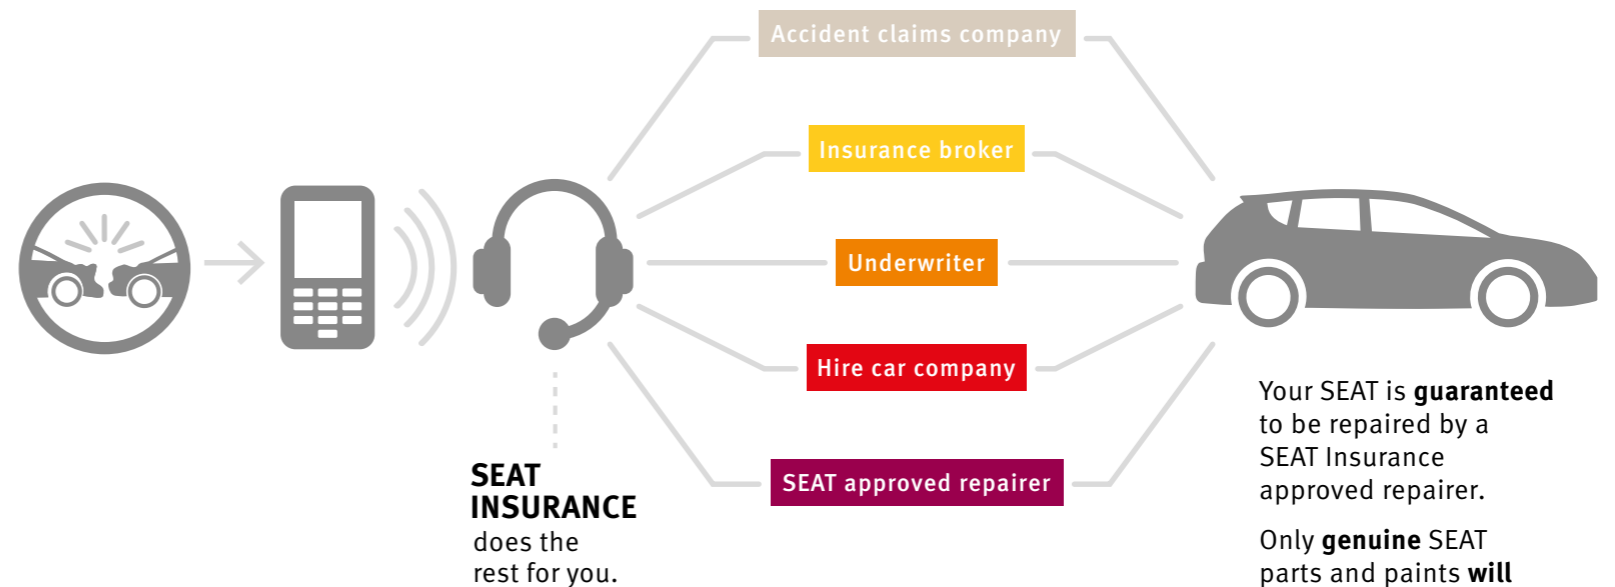 Accident claims company
Insurance broker
Underwriter
Hire car company
SEAT approved repairer
SEAT
INSURANCE
does the
rest for you.
Your SEAT is guaranteed
to be repaired by a
SEAT Insurance
approved repairer.
Only genuine SEAT
parts and paints will